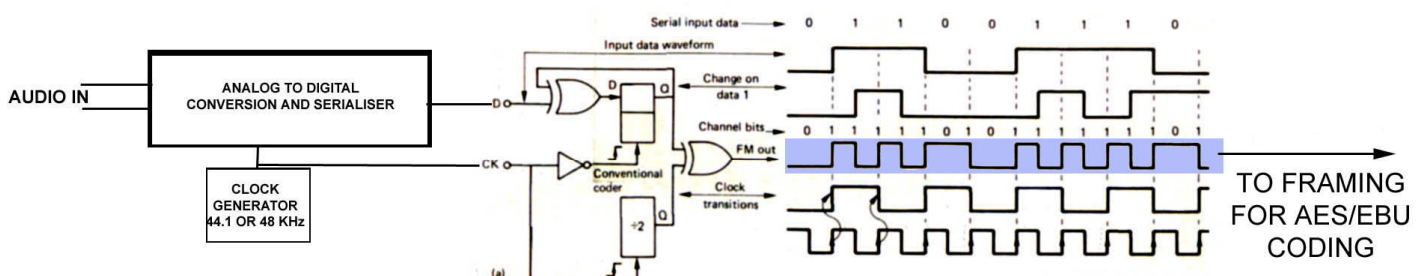 Serial input data
0 1 1 0 0 1 1 1 0
Input data waveform
AUDIO IN
ANALOG TO DIGITAL
CONVERSION AND SERIALISER
D
D
Q
Change on
data 1
Channel bits
0 1 1 1 1 0 1 0 1 1 1 1 1 1 0 1
FM out
CK
Conventional
coder
Clock
transitions
CLOCK
GENERATOR
44.1 OR 48 KHz
÷2
Q
(a)
TO FRAMING
FOR AES/EBU
CODING